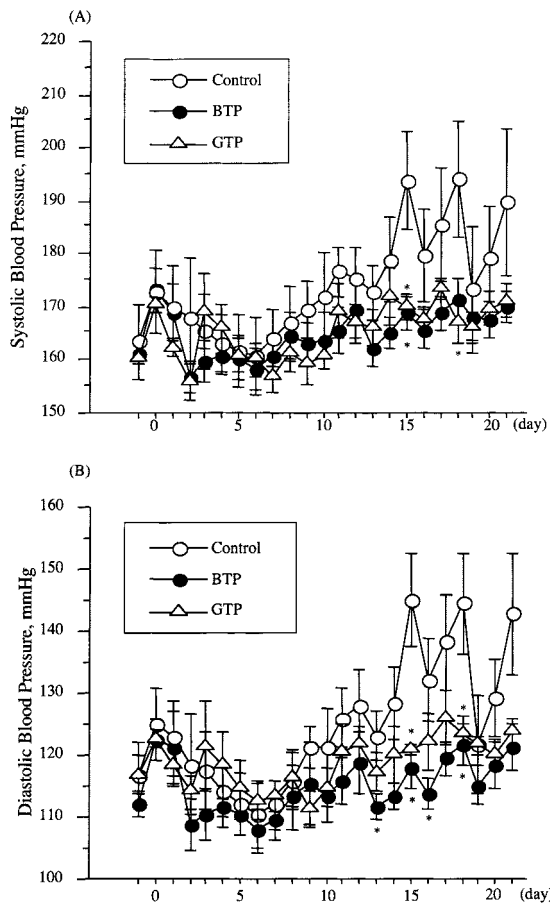 (A)
220
210
200
190
180
170
160
150
Systolic Blood Pressure, mmHg
Control
BTP
GTP
*
*
*
0
5
10
15
20
(day)
(B)
160
150
140
130
120
110
100
Diastolic Blood Pressure, mmHg
Control
BTP
GTP
*
*
*
*
*
*
0
5
10
15
20
(day)